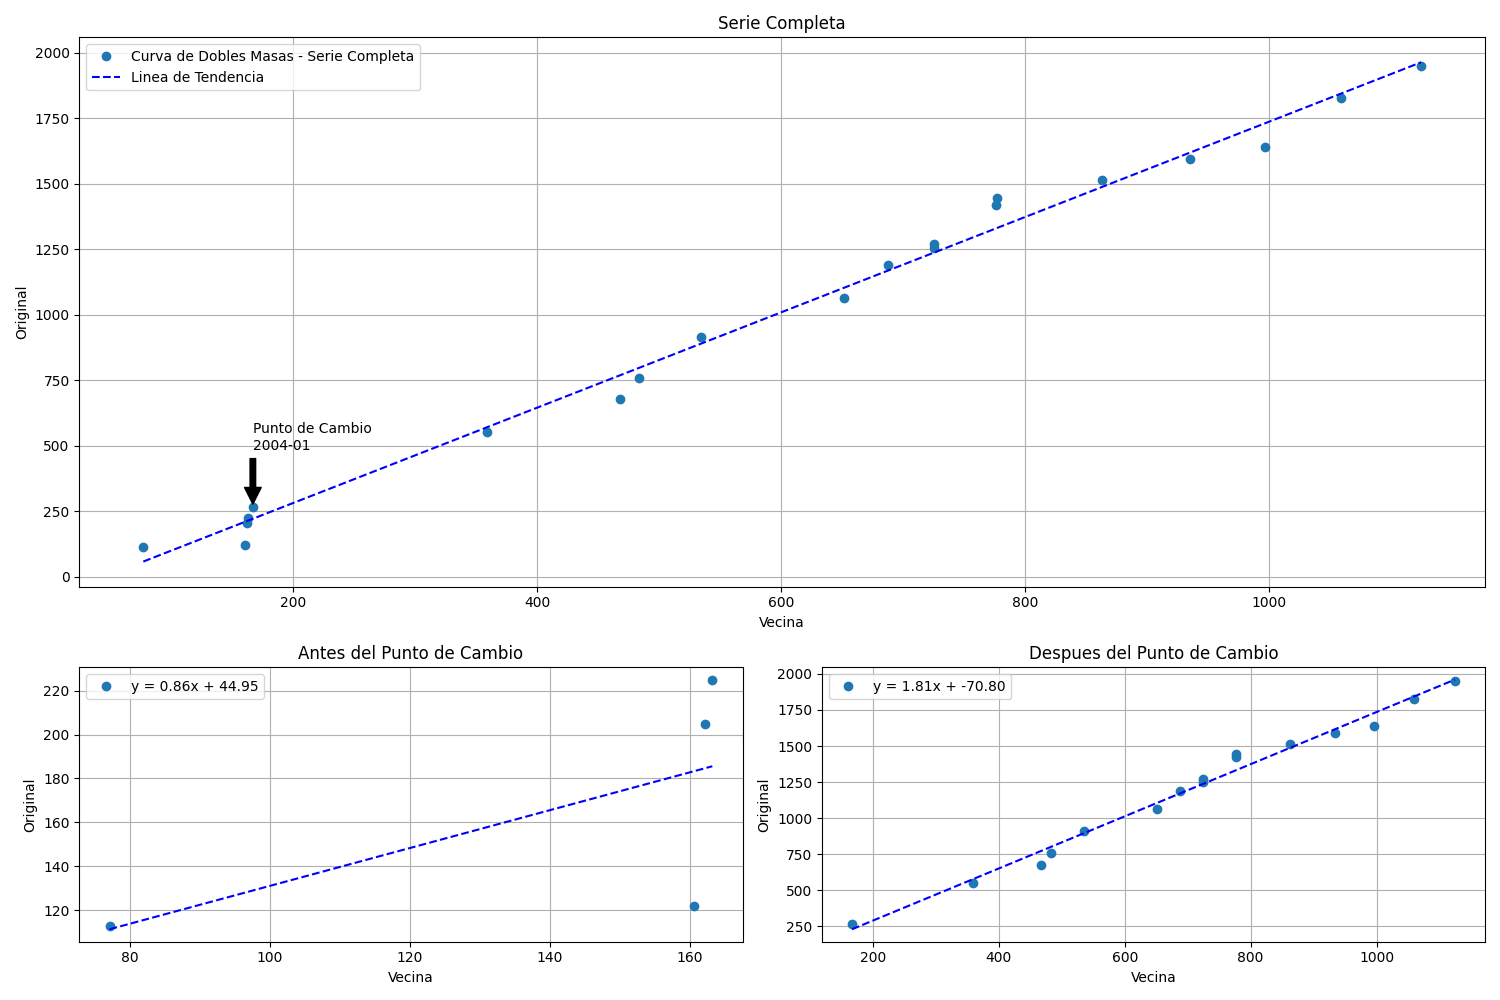 Serie Completa
Curva de Dobles Masas - Serie Completa
Linea de Tendencia
2000
1750
1500
1250
1000
750
500
250
0
Original
Punto de Cambio
2004-01
200 400 600 800 1000
Vecina
Antes del Punto de Cambio
y = 0.86x + 44.95
220
200
180
160
140
120
Original
80 100 120 140 160
Vecina
Despues del Punto de Cambio
y = 1.81x + -70.80
2000
1750
1500
1250
1000
750
500
250
Original
200 400 600 800 1000
Vecina